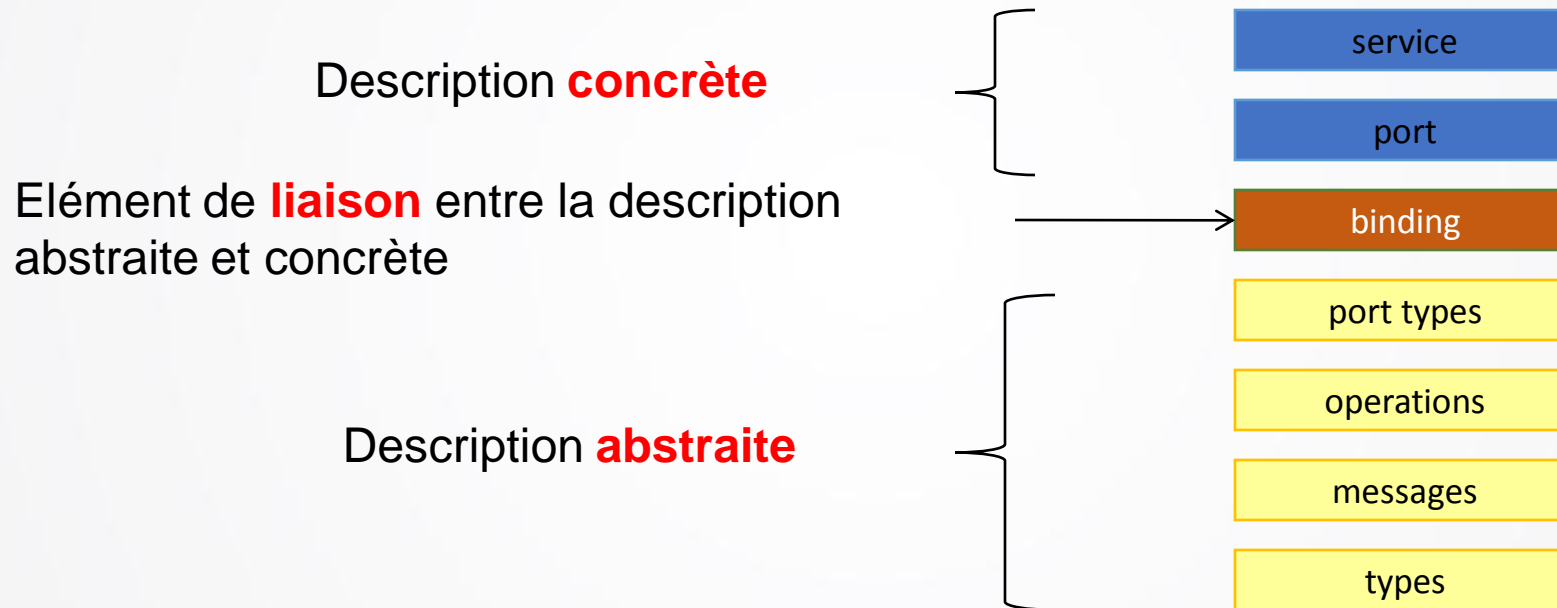 Description concrète
service
port
Elément de liaison entre la description
abstraite et concrète
binding
port types
operations
Description abstraite
messages
types